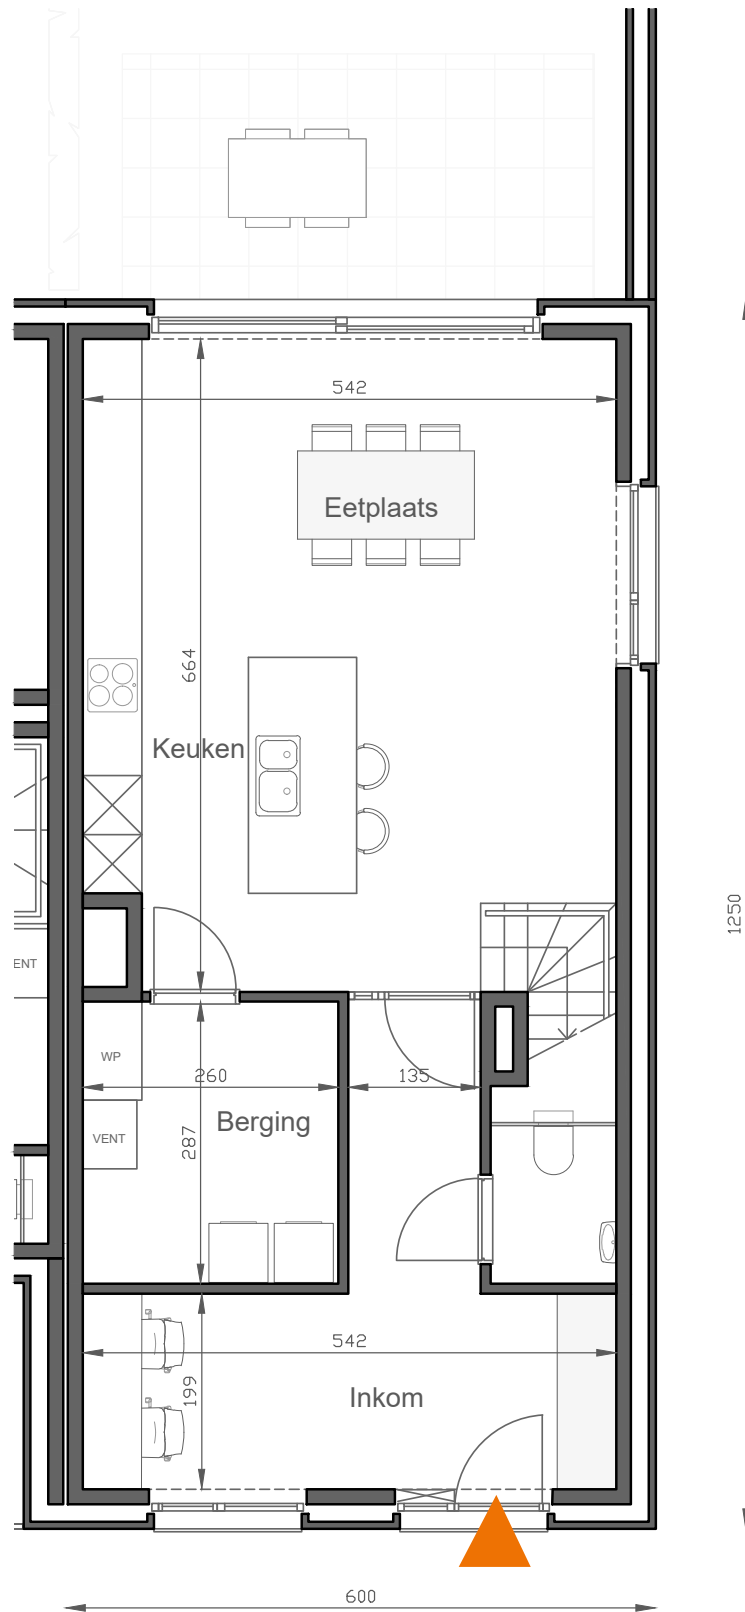 542
Eetplaats
664
Keuken
1250
ENT
WP
260
135
287
Berging
VENT
542
199
Inkom
600